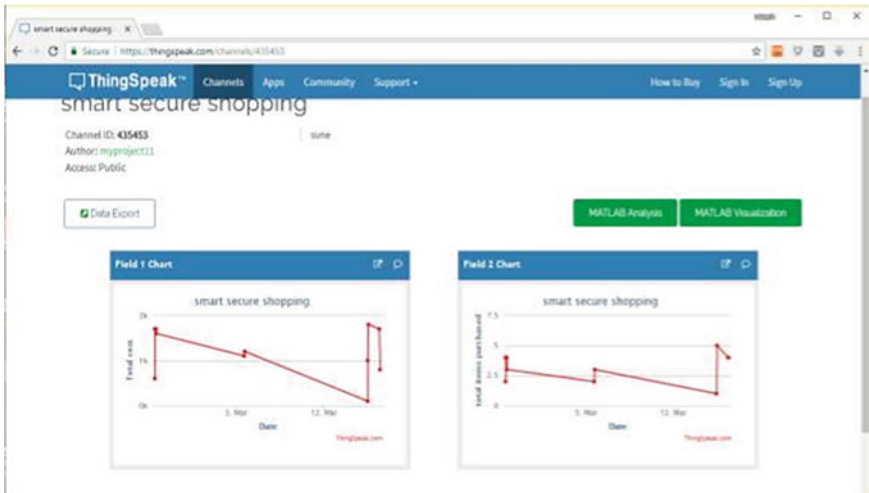 smart secure shopping
Secure https://thingspeak.com/channels/435453
ThingSpeak™ Channels Apps Community Support How to Buy Sign In Sign Up
smart secure shopping
Channel ID: 435453
sune
Author: myproject11
Access: Public
Data Export
MATLAB Analysis
MATLAB Visualization
Field 1 Chart
smart secure shopping
Total cost
2k
1k
0k
5. Mar
12. Mar
Date
ThingSpeak.com
Field 2 Chart
smart secure shopping
total items purchased
7.5
5
2.5
0
5. Mar
12. Mar
Date
ThingSpeak.com